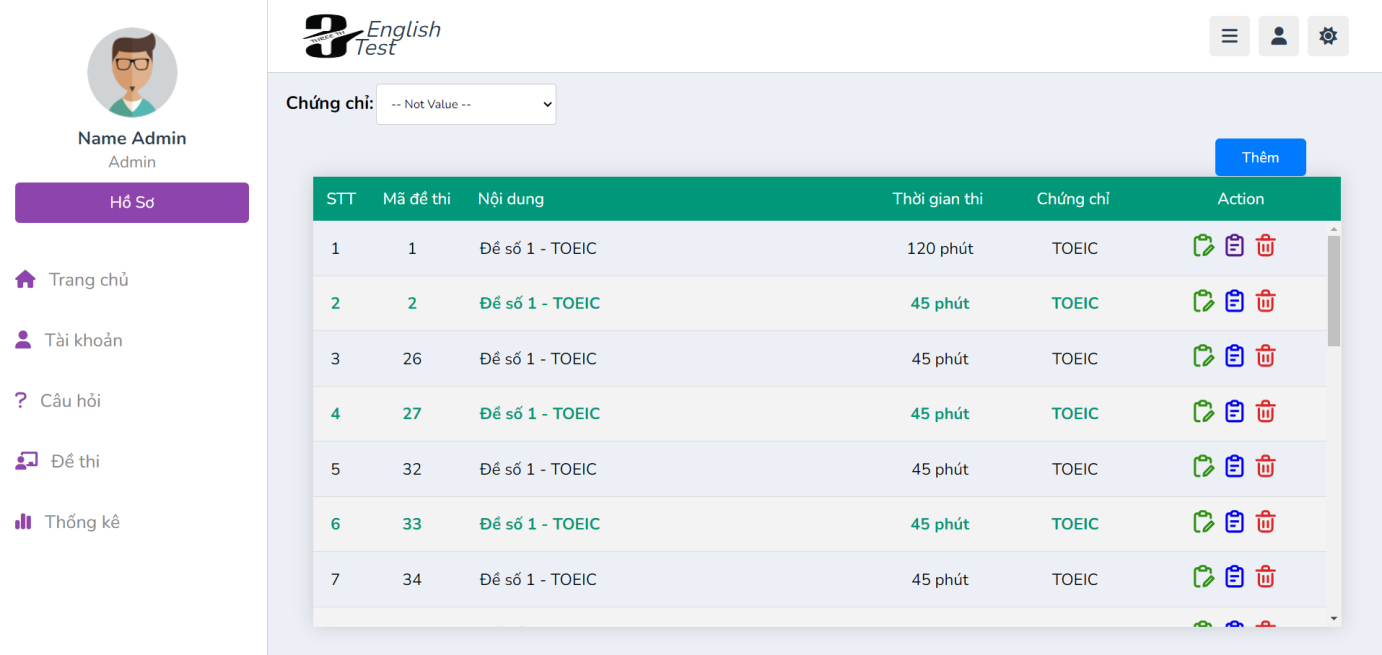 Name Admin
Admin
Hồ Sơ
Trang chủ
Tài khoản
Câu hỏi
Đề thi
Thống kê
THREE TH
English
Test
Chứng chỉ: -- Not Value --
Thêm
STT Mã đề thi Nội dung Thời gian thi Chứng chỉ Action
1 1 Đề số 1 - TOEIC 120 phút TOEIC
2 2 Đề số 1 - TOEIC 45 phút TOEIC
3 26 Đề số 1 - TOEIC 45 phút TOEIC
4 27 Đề số 1 - TOEIC 45 phút TOEIC
5 32 Đề số 1 - TOEIC 45 phút TOEIC
6 33 Đề số 1 - TOEIC 45 phút TOEIC
7 34 Đề số 1 - TOEIC 45 phút TOEIC